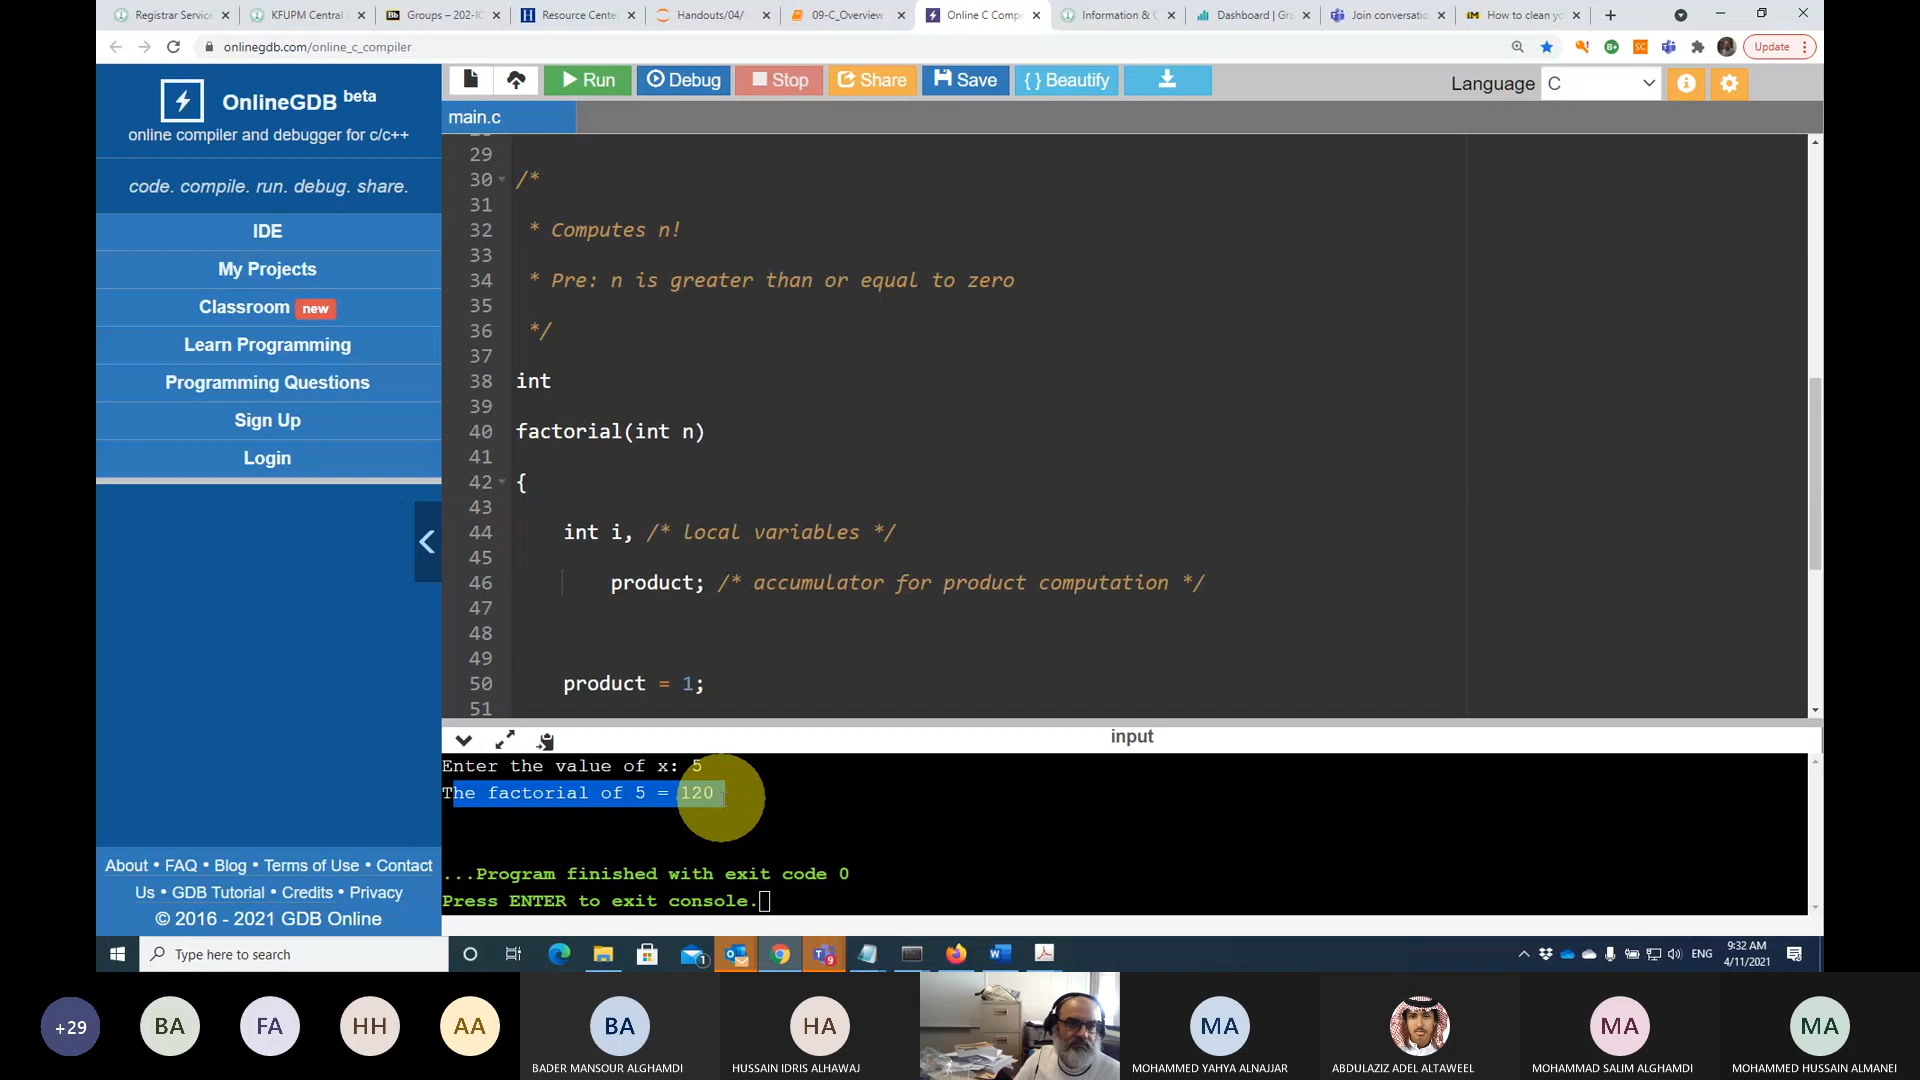 Registrar Service
KFUPM Central
Groups – 202-IC
Resource Cente
Handouts/04/
09-C_Overview
Online C Compi
Information & C
Dashboard | Gra
Join conversatio
How to clean yo
onlinegdb.com/online_c_compiler
Update
OnlineGDB beta
online compiler and debugger for c/c++
code. compile. run. debug. share.
IDE
My Projects
Classroom new
Learn Programming
Programming Questions
Sign Up
Login
About • FAQ • Blog • Terms of Use • Contact
Us • GDB Tutorial • Credits • Privacy
© 2016 - 2021 GDB Online
Run
Debug
Stop
Share
Save
{ } Beautify
Language C
main.c
29
30 /*
31
32 * Computes n!
33
34 * Pre: n is greater than or equal to zero
35
36 */
37
38 int
39
40 factorial(int n)
41
42 {
43
44 int i, /* local variables */
45
46 product; /* accumulator for product computation */
47
48
49
50 product = 1;
51
input
Enter the value of x: 5
The factorial of 5 = 120
...Program finished with exit code 0
Press ENTER to exit console.
Type here to search
ENG
9:32 AM
4/11/2021
+29
BA
FA
HH
AA
BA
BADER MANSOUR ALGHAMDI
HA
HUSSAIN IDRIS ALHAWAJ
MA
MOHAMMED YAHYA ALNAJJAR
ABDULAZIZ ADEL ALTAWEEL
MA
MOHAMMAD SALIM ALGHAMDI
MA
MOHAMMED HUSSAIN ALMANEI